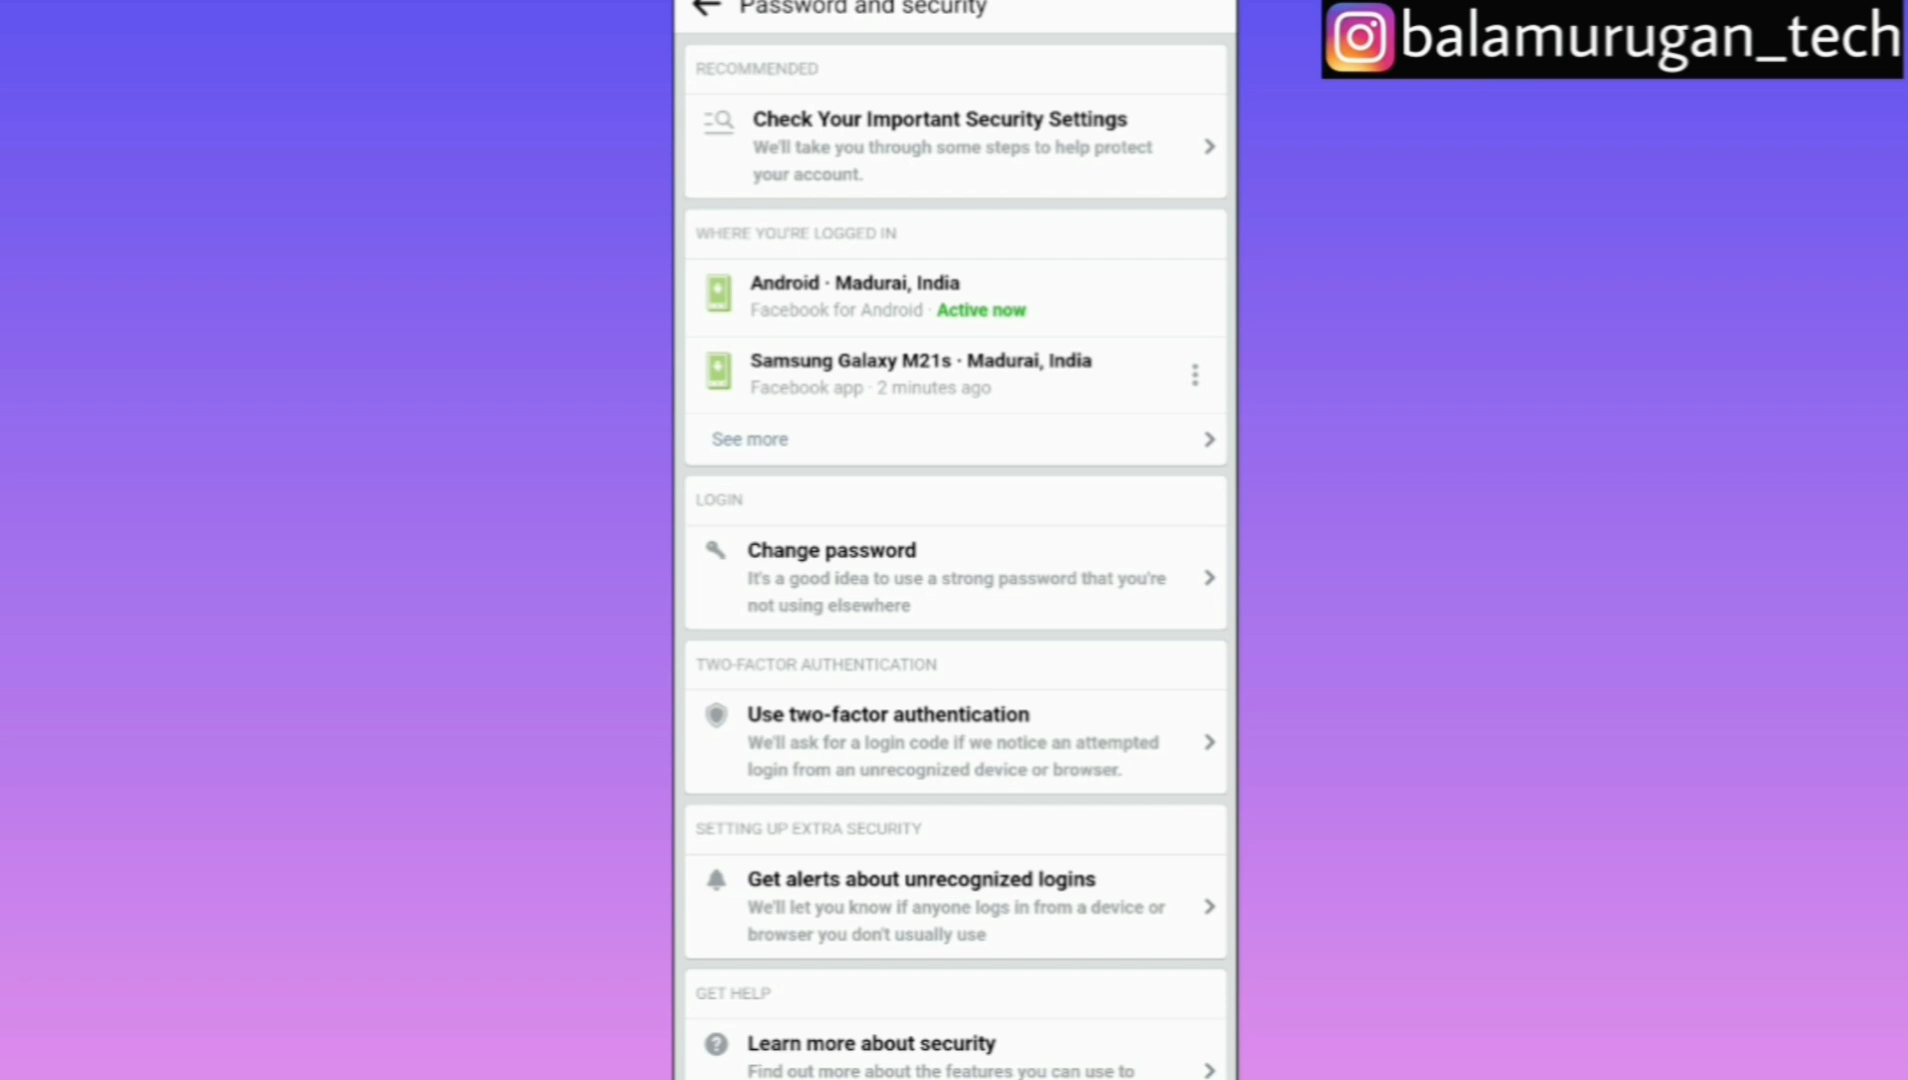 Password and security
balamurugan_tech
RECOMMENDED
Check Your Important Security Settings
We'll take you through some steps to help protect
your account.
WHERE YOU'RE LOGGED IN
Android · Madurai, India
Facebook for Android · Active now
Samsung Galaxy M21s · Madurai, India
Facebook app · 2 minutes ago
See more
LOGIN
Change password
It's a good idea to use a strong password that you're
not using elsewhere
TWO-FACTOR AUTHENTICATION
Use two-factor authentication
We'll ask for a login code if we notice an attempted
login from an unrecognized device or browser.
SETTING UP EXTRA SECURITY
Get alerts about unrecognized logins
We'll let you know if anyone logs in from a device or
browser you don't usually use
GET HELP
Learn more about security
Find out more about the features you can use to